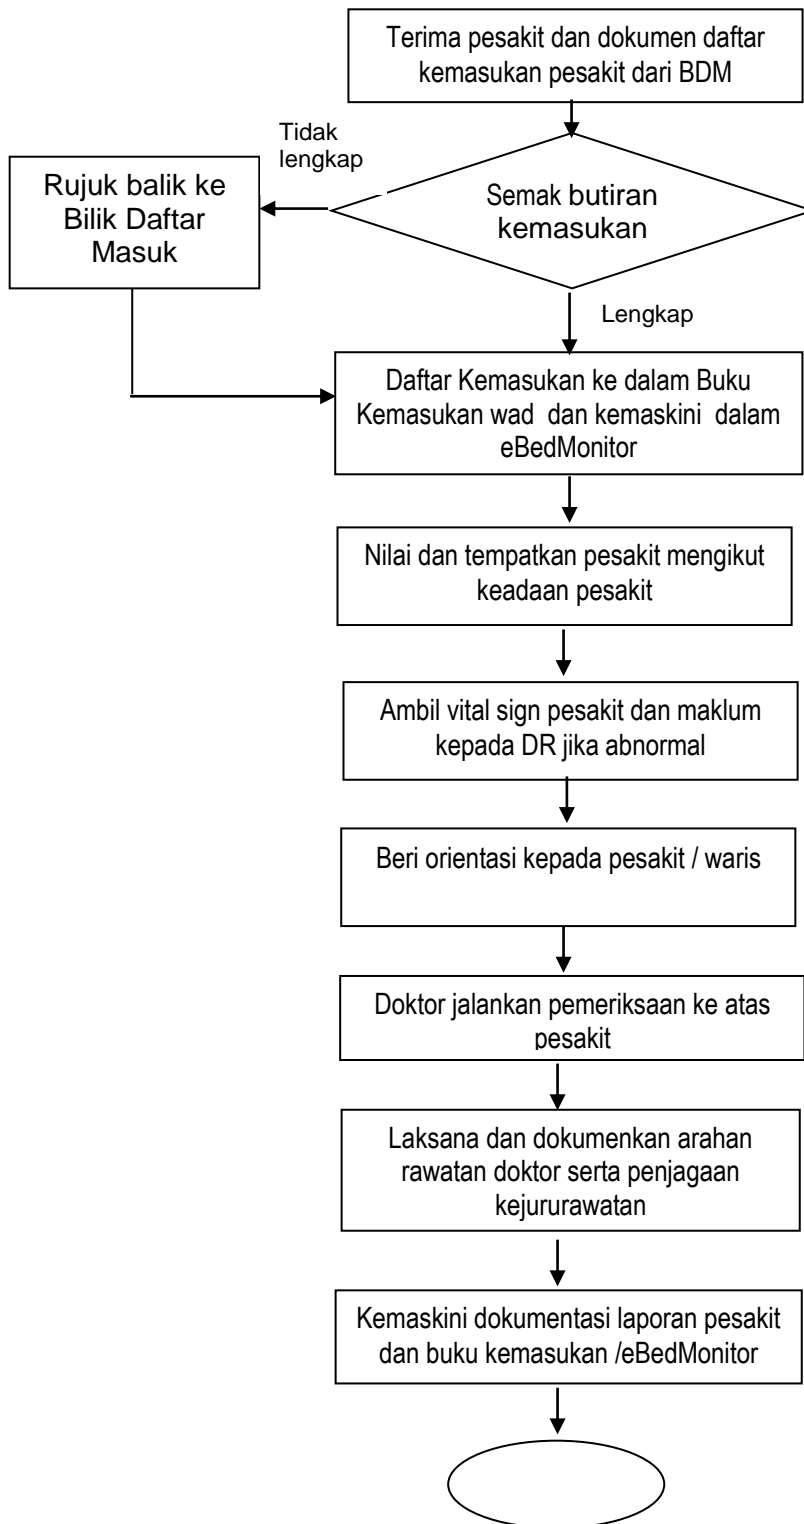 Terima pesakit dan dokumen daftar
kemasukan pesakit dari BDM
Tidak
lengkap
Rujuk balik ke
Bilik Daftar
Masuk
Semak butiran
kemasukan
Lengkap
Daftar Kemasukan ke dalam Buku
Kemasukan wad dan kemaskini dalam
eBedMonitor
Nilai dan tempatkan pesakit mengikut
keadaan pesakit
Ambil vital sign pesakit dan maklum
kepada DR jika abnormal
Beri orientasi kepada pesakit / waris
Doktor jalankan pemeriksaan ke atas
pesakit
Laksana dan dokumenkan arahan
rawatan doktor serta penjagaan
kejururawatan
Kemaskini dokumentasi laporan pesakit
dan buku kemasukan /eBedMonitor